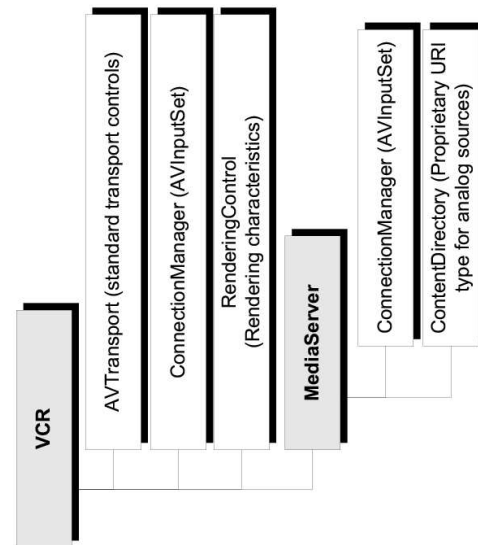 VCR
AVTransport (standard transport controls)
ConnectionManager (AVInputSet)
RenderingControl
(Rendering characteristics)
MediaServer
ConnectionManager (AVInputSet)
ContentDirectory (Proprietary URI
type for analog sources)